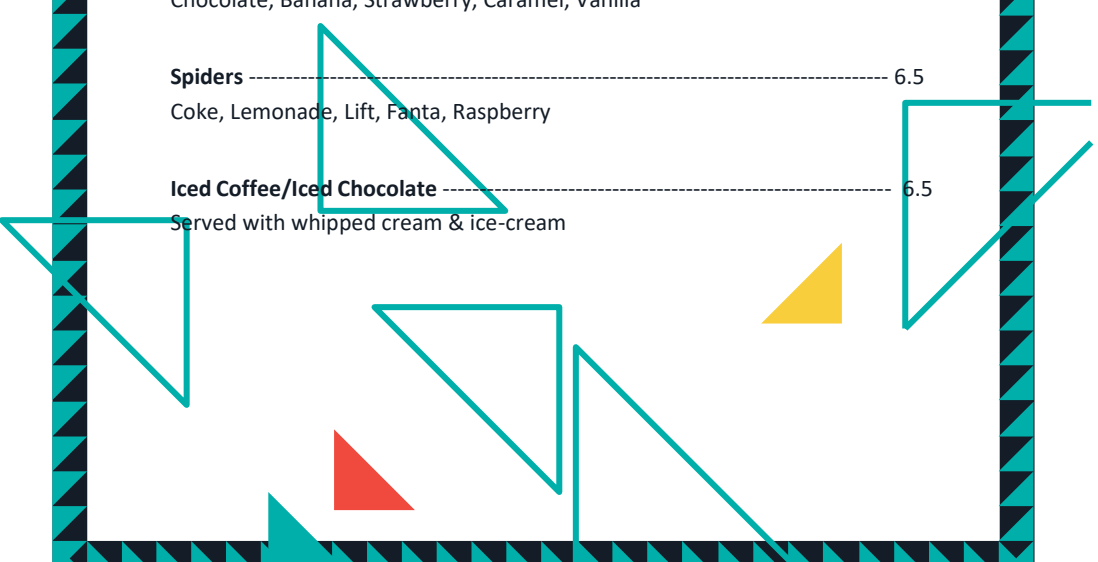 Chocolate, Banana, Strawberry, Caramel, Vanilla
Spiders --------------------------------------------------------------------------------------- 6.5
Coke, Lemonade, Lift, Fanta, Raspberry
Iced Coffee/Iced Chocolate ------------------------------------------------------------- 6.5
Served with whipped cream & ice-cream